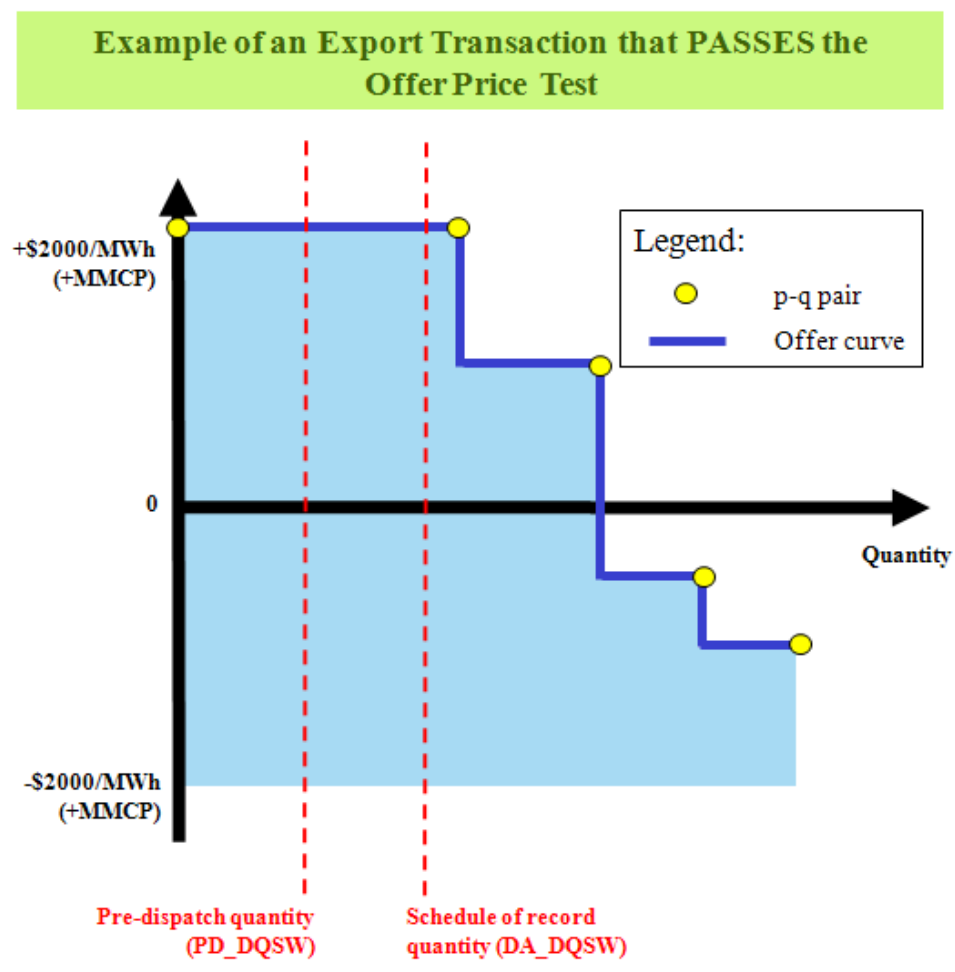 Example of an Export Transaction that PASSES the
Offer Price Test
+$2000/MWh
(+MMCP)
Legend:
p-q pair
Offer curve
0
Quantity
-$2000/MWh
(+MMCP)
Pre-dispatch quantity
(PD_DQSW)
Schedule of record
quantity (DA_DQSW)